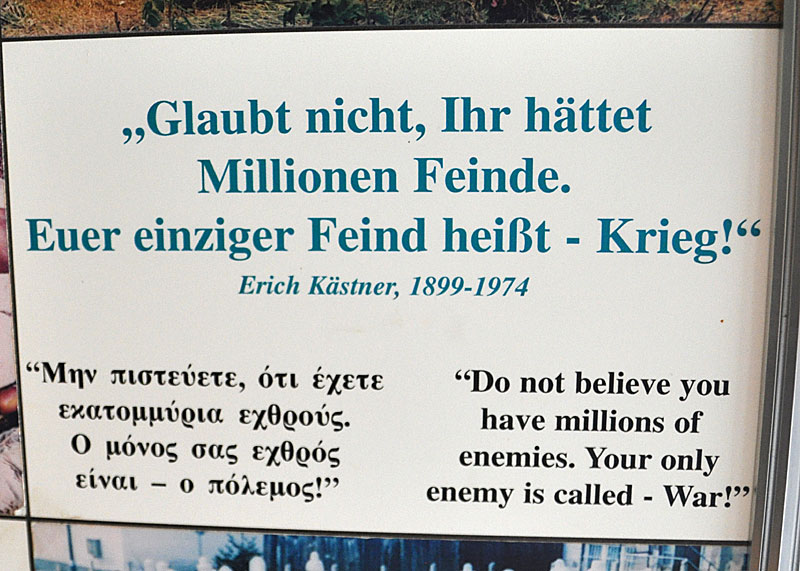 „Glaubt nicht, Ihr hättet
Millionen Feinde.
Euer einziger Feind heißt - Krieg!“
Erich Kästner, 1899-1974
“Μην πιστεύετε, ότι έχετε
εκατομμύρια εχθρούς.
Ο μόνος σας εχθρός
είναι – ο πόλεμος!”
“Do not believe you
have millions of
enemies. Your only
enemy is called - War!”